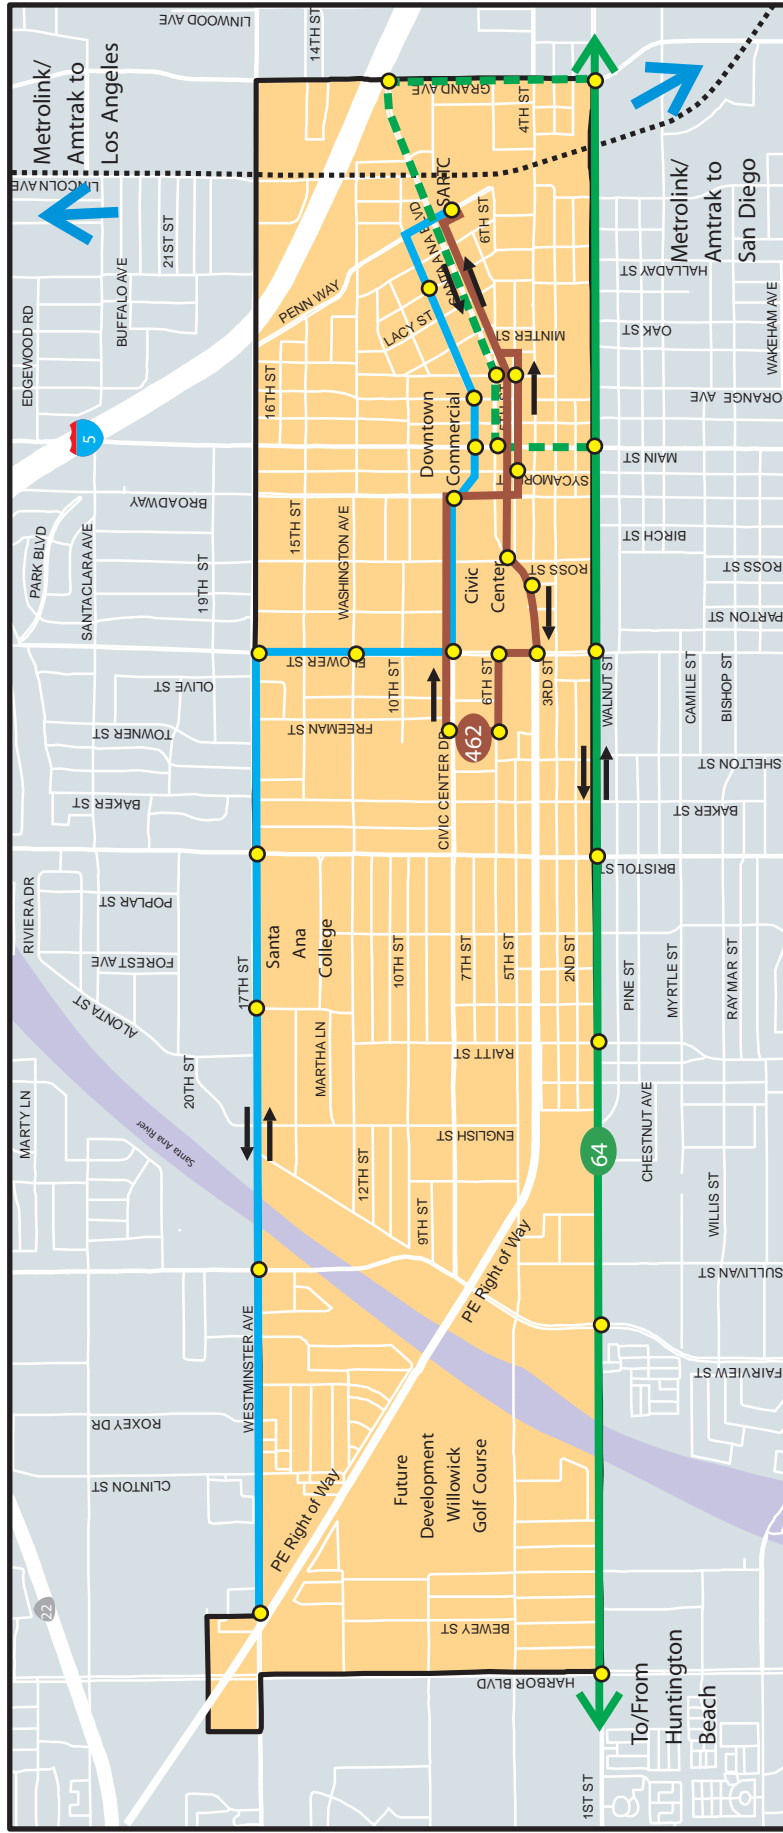 LINWOOD AVE
14TH ST
GRAND AVE
4TH ST
Metrolink/
Amtrak to
Los Angeles
LINCOLN AVE
21ST ST
BUFFALO AVE
EDGEWOOD RD
PENN WAY
LACY ST
SANTA ANA BLVD
SARTC
6TH ST
MINTER ST
Metrolink/
Amtrak to
San Diego
HALLADAY ST
OAK ST
WAKEHAM AVE
ORANGE AVE
MAIN ST
16TH ST
5
Downtown
Commercial
5TH ST
SYCAMORE ST
BROADWAY
PARK BLVD
SANTACLARA AVE
19TH ST
15TH ST
WASHINGTON AVE
Civic
Center
ROSS ST
BIRCH ST
ROSS ST
PARTON ST
OLIVE ST
FLOWER ST
10TH ST
6TH ST
3RD ST
WALNUT ST
CAMILE ST
BISHOP ST
TOWNER ST
FREEMAN ST
462
CIVIC CENTER DR
SHELTON ST
BAKER ST
BAKER ST
BRISTOL ST
RIVIERA DR
POPLAR ST
FOREST AVE
ALONTA ST
17TH ST
Santa
Ana
College
10TH ST
7TH ST
5TH ST
2ND ST
PINE ST
MYRTLE ST
RAYMAR ST
20TH ST
MARTHA LN
RAITT ST
MARTY LN
Santa Ana River
ENGLISH ST
12TH ST
9TH ST
64
CHESTNUT AVE
WILLIS ST
SULLIVAN ST
PE Right of Way
WESTMINSTER AVE
FAIRVIEW ST
ROXEY DR
CLINTON ST
PE Right of Way
Future
Development
Willowick
Golf Course
22
BEWEY ST
HARBOR BLVD
To/From
Huntington
Beach
1ST ST